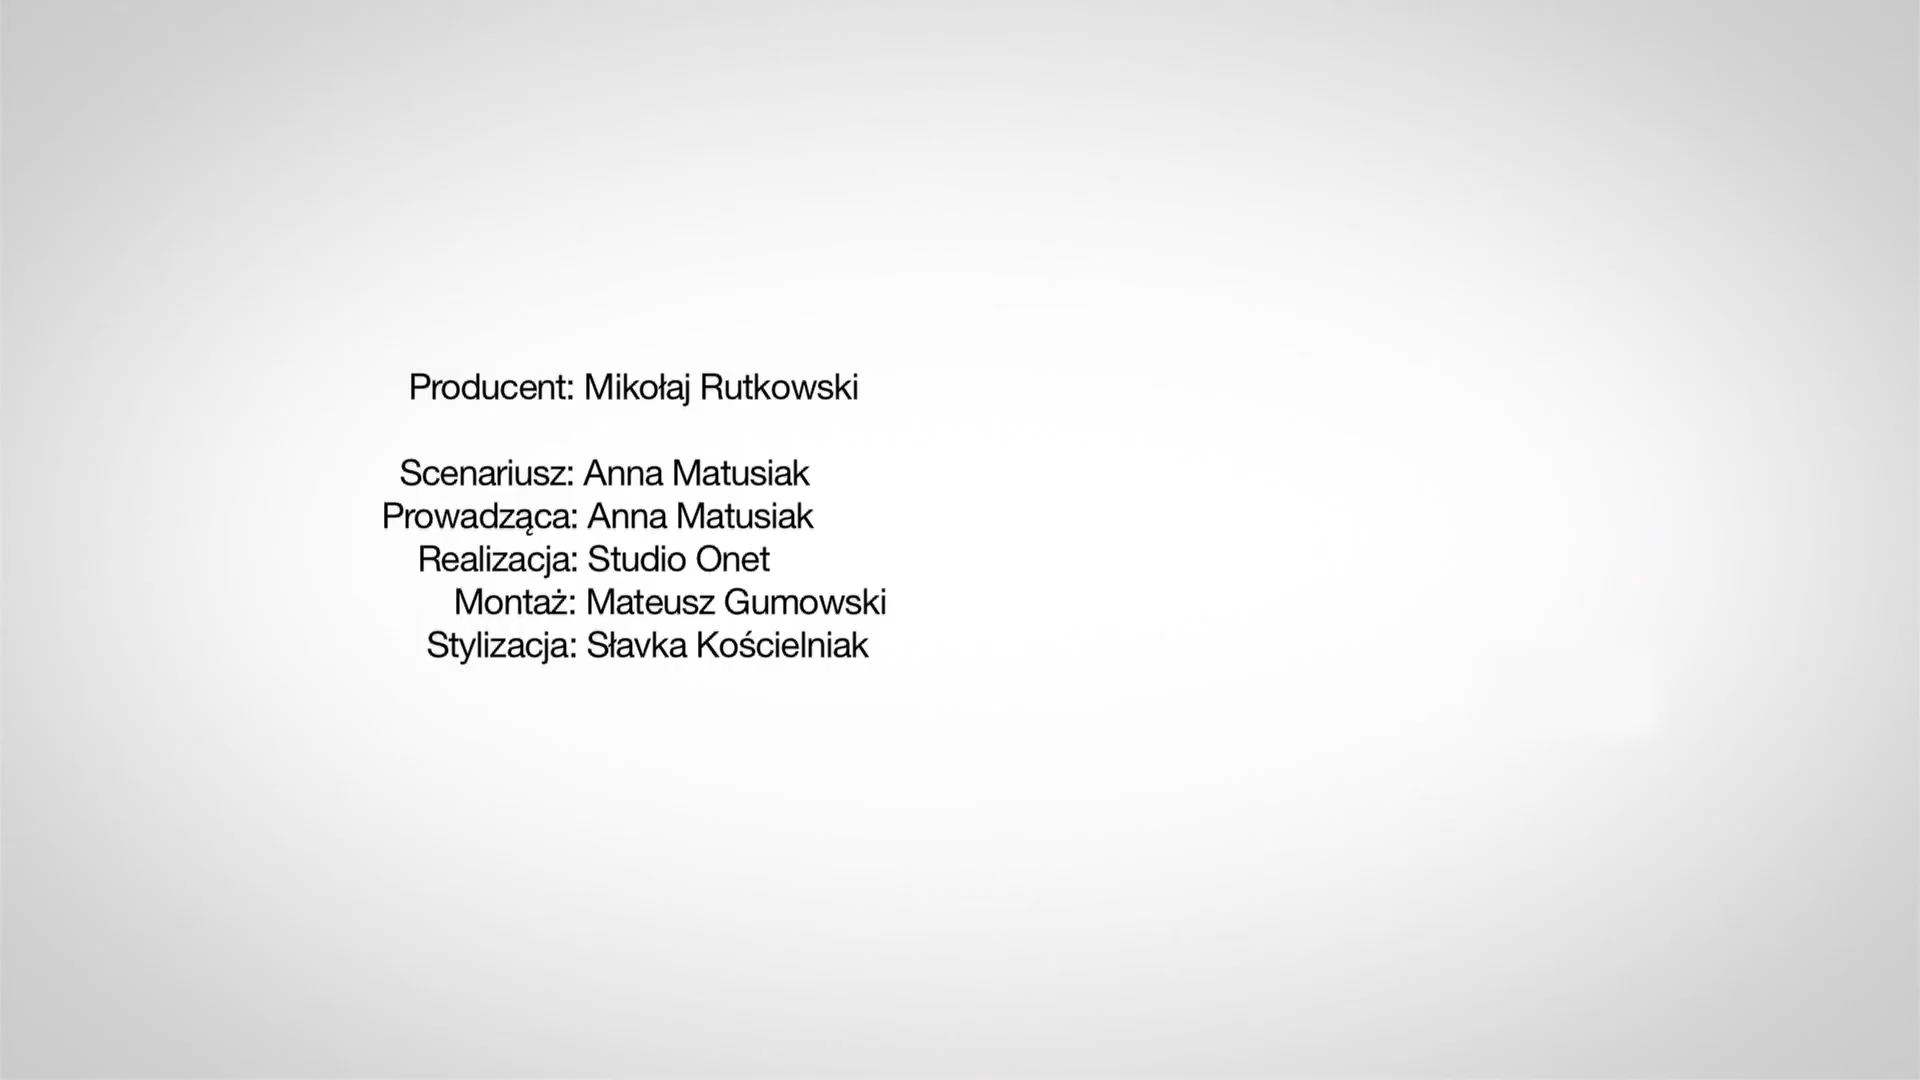 Producent: Mikołaj Rutkowski
Scenariusz: Anna Matusiak
Prowadząca: Anna Matusiak
Realizacja: Studio Onet
Montaż: Mateusz Gumowski
Stylizacja: Sławka Kościelniak